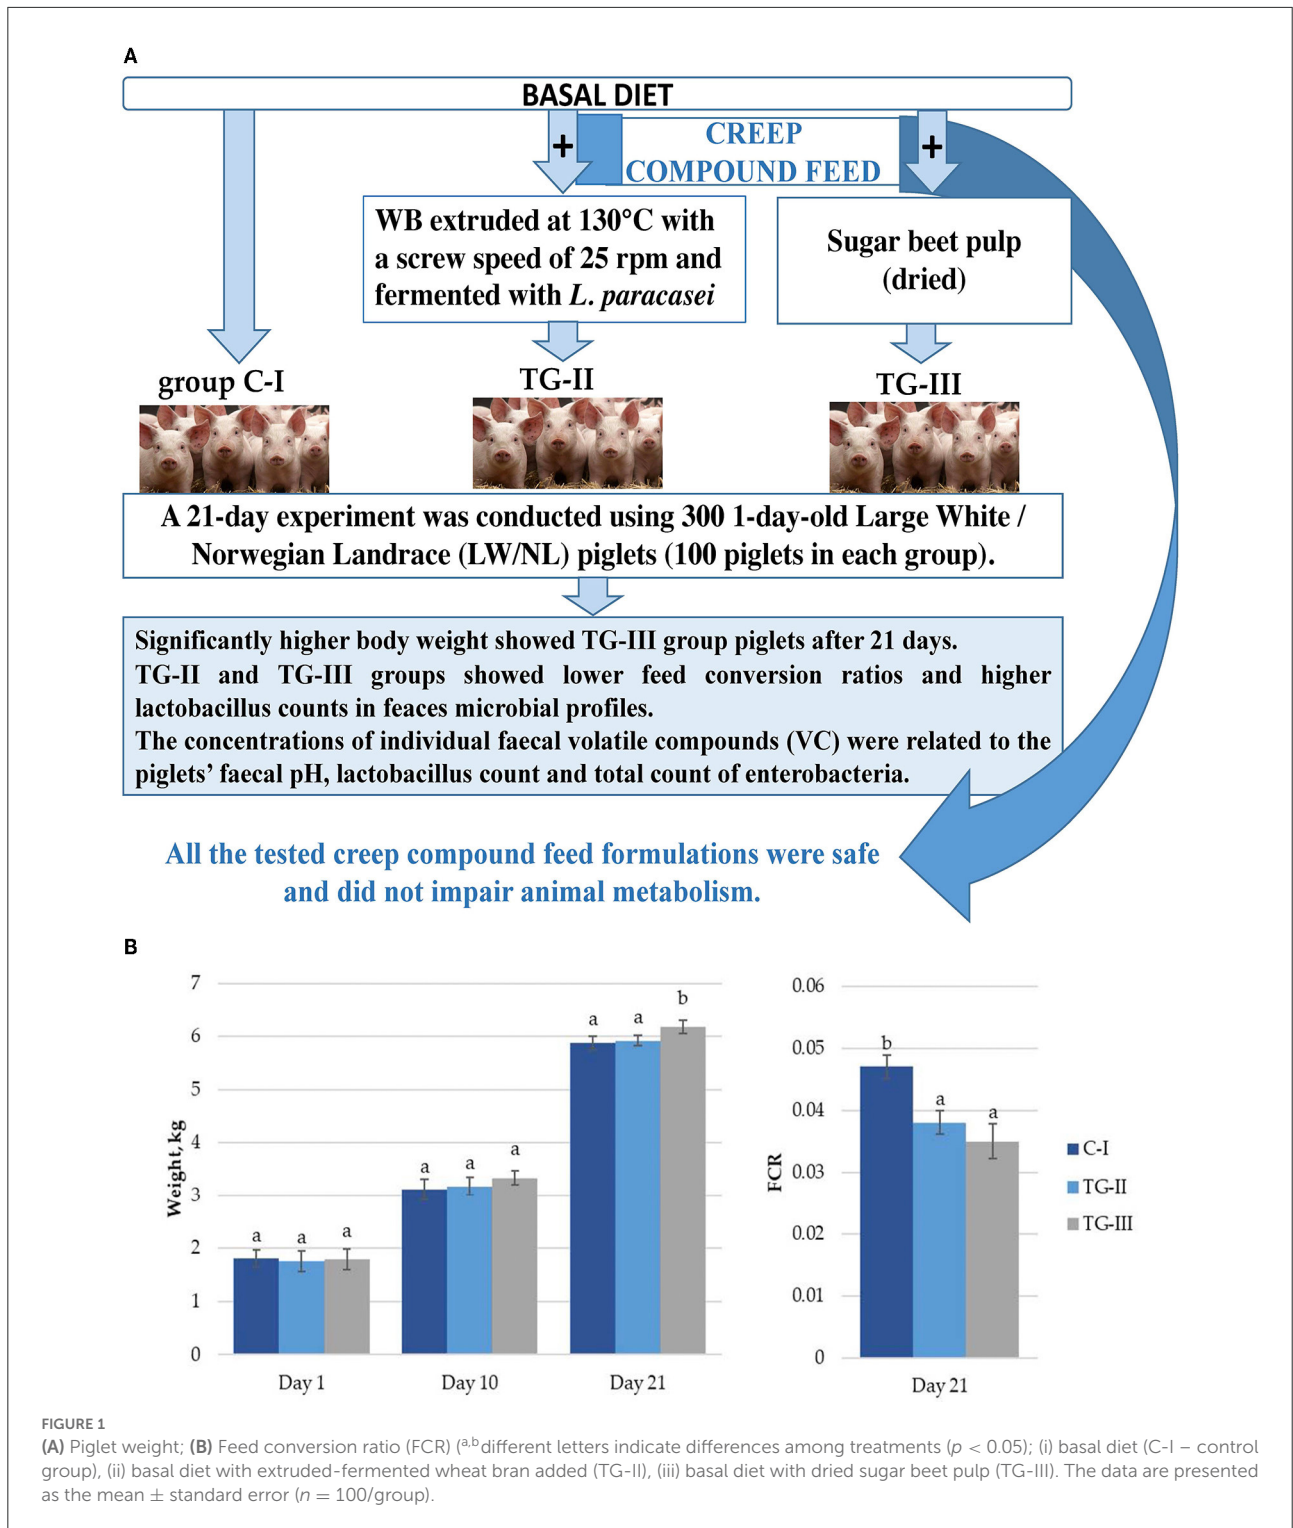 A
BASAL DIET
+
CREEP
COMPOUND FEED
+
WB extruded at 130°C with
a screw speed of 25 rpm and
fermented with L. paracasei
Sugar beet pulp
(dried)
group C-I
TG-II
TG-III
A 21-day experiment was conducted using 300 1-day-old Large White /
Norwegian Landrace (LW/NL) piglets (100 piglets in each group).
Significantly higher body weight showed TG-III group piglets after 21 days.
TG-II and TG-III groups showed lower feed conversion ratios and higher
lactobacillus counts in feaces microbial profiles.
The concentrations of individual faecal volatile compounds (VC) were related to the
piglets’ faecal pH, lactobacillus count and total count of enterobacteria.
All the tested creep compound feed formulations were safe
and did not impair animal metabolism.
B
7
6
5
4
3
2
1
0
Weight, kg
a a a
a a a
a a b
Day 1 Day 10 Day 21
0.06
0.05
0.04
0.03
0.02
0.01
0
FCR
b a a
Day 21
C-I
TG-II
TG-III
FIGURE 1
(A) Piglet weight; (B) Feed conversion ratio (FCR) (a,bdifferent letters indicate differences among treatments (p < 0.05); (i) basal diet (C-I – control
group), (ii) basal diet with extruded-fermented wheat bran added (TG-II), (iii) basal diet with dried sugar beet pulp (TG-III). The data are presented
as the mean ± standard error (n = 100/group).